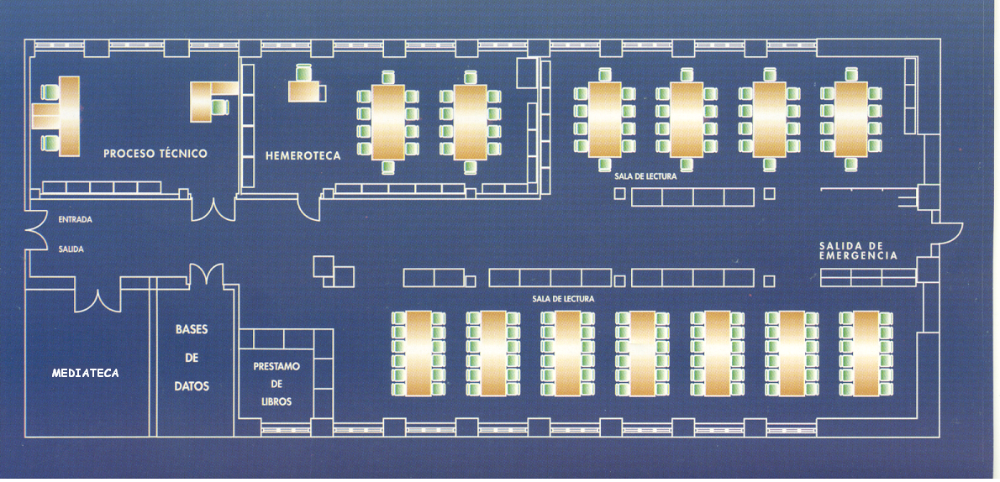 PROCESO TÉCNICO
HEMEROTECA
SALA DE LECTURA
ENTRADA
SALIDA
SALIDA DE
EMERGENCIA
SALA DE LECTURA
BASES
DE
DATOS
MEDIATECA
PRESTAMO
DE
LIBROS